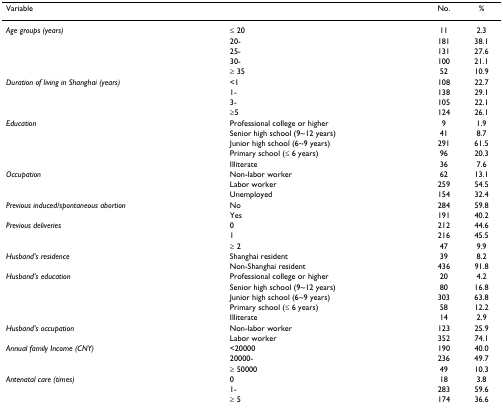 Variable No. %
Age groups (years) ≤ 20 11 2.3
20- 181 38.1
25- 131 27.6
30- 100 21.1
≥ 35 52 10.9
Duration of living in Shanghai (years) <1 108 22.7
1- 138 29.1
3- 105 22.1
≥5 124 26.1
Education Professional college or higher 9 1.9
Senior high school (9~12 years) 41 8.7
Junior high school (6~9 years) 291 61.5
Primary school (≤ 6 years) 96 20.3
Illiterate 36 7.6
Occupation Non-labor worker 62 13.1
Labor worker 259 54.5
Unemployed 154 32.4
Previous induced/spontaneous abortion No 284 59.8
Yes 191 40.2
Previous deliveries 0 212 44.6
1 216 45.5
≥ 2 47 9.9
Husband's residence Shanghai resident 39 8.2
Non-Shanghai resident 436 91.8
Husband's education Professional college or higher 20 4.2
Senior high school (9~12 years) 80 16.8
Junior high school (6~9 years) 303 63.8
Primary school (≤ 6 years) 58 12.2
Illiterate 14 2.9
Husband's occupation Non-labor worker 123 25.9
Labor worker 352 74.1
Annual family Income (CNY) <20000 190 40.0
20000- 236 49.7
≥ 50000 49 10.3
Antenatal care (times) 0 18 3.8
1- 283 59.6
≥ 5 174 36.6